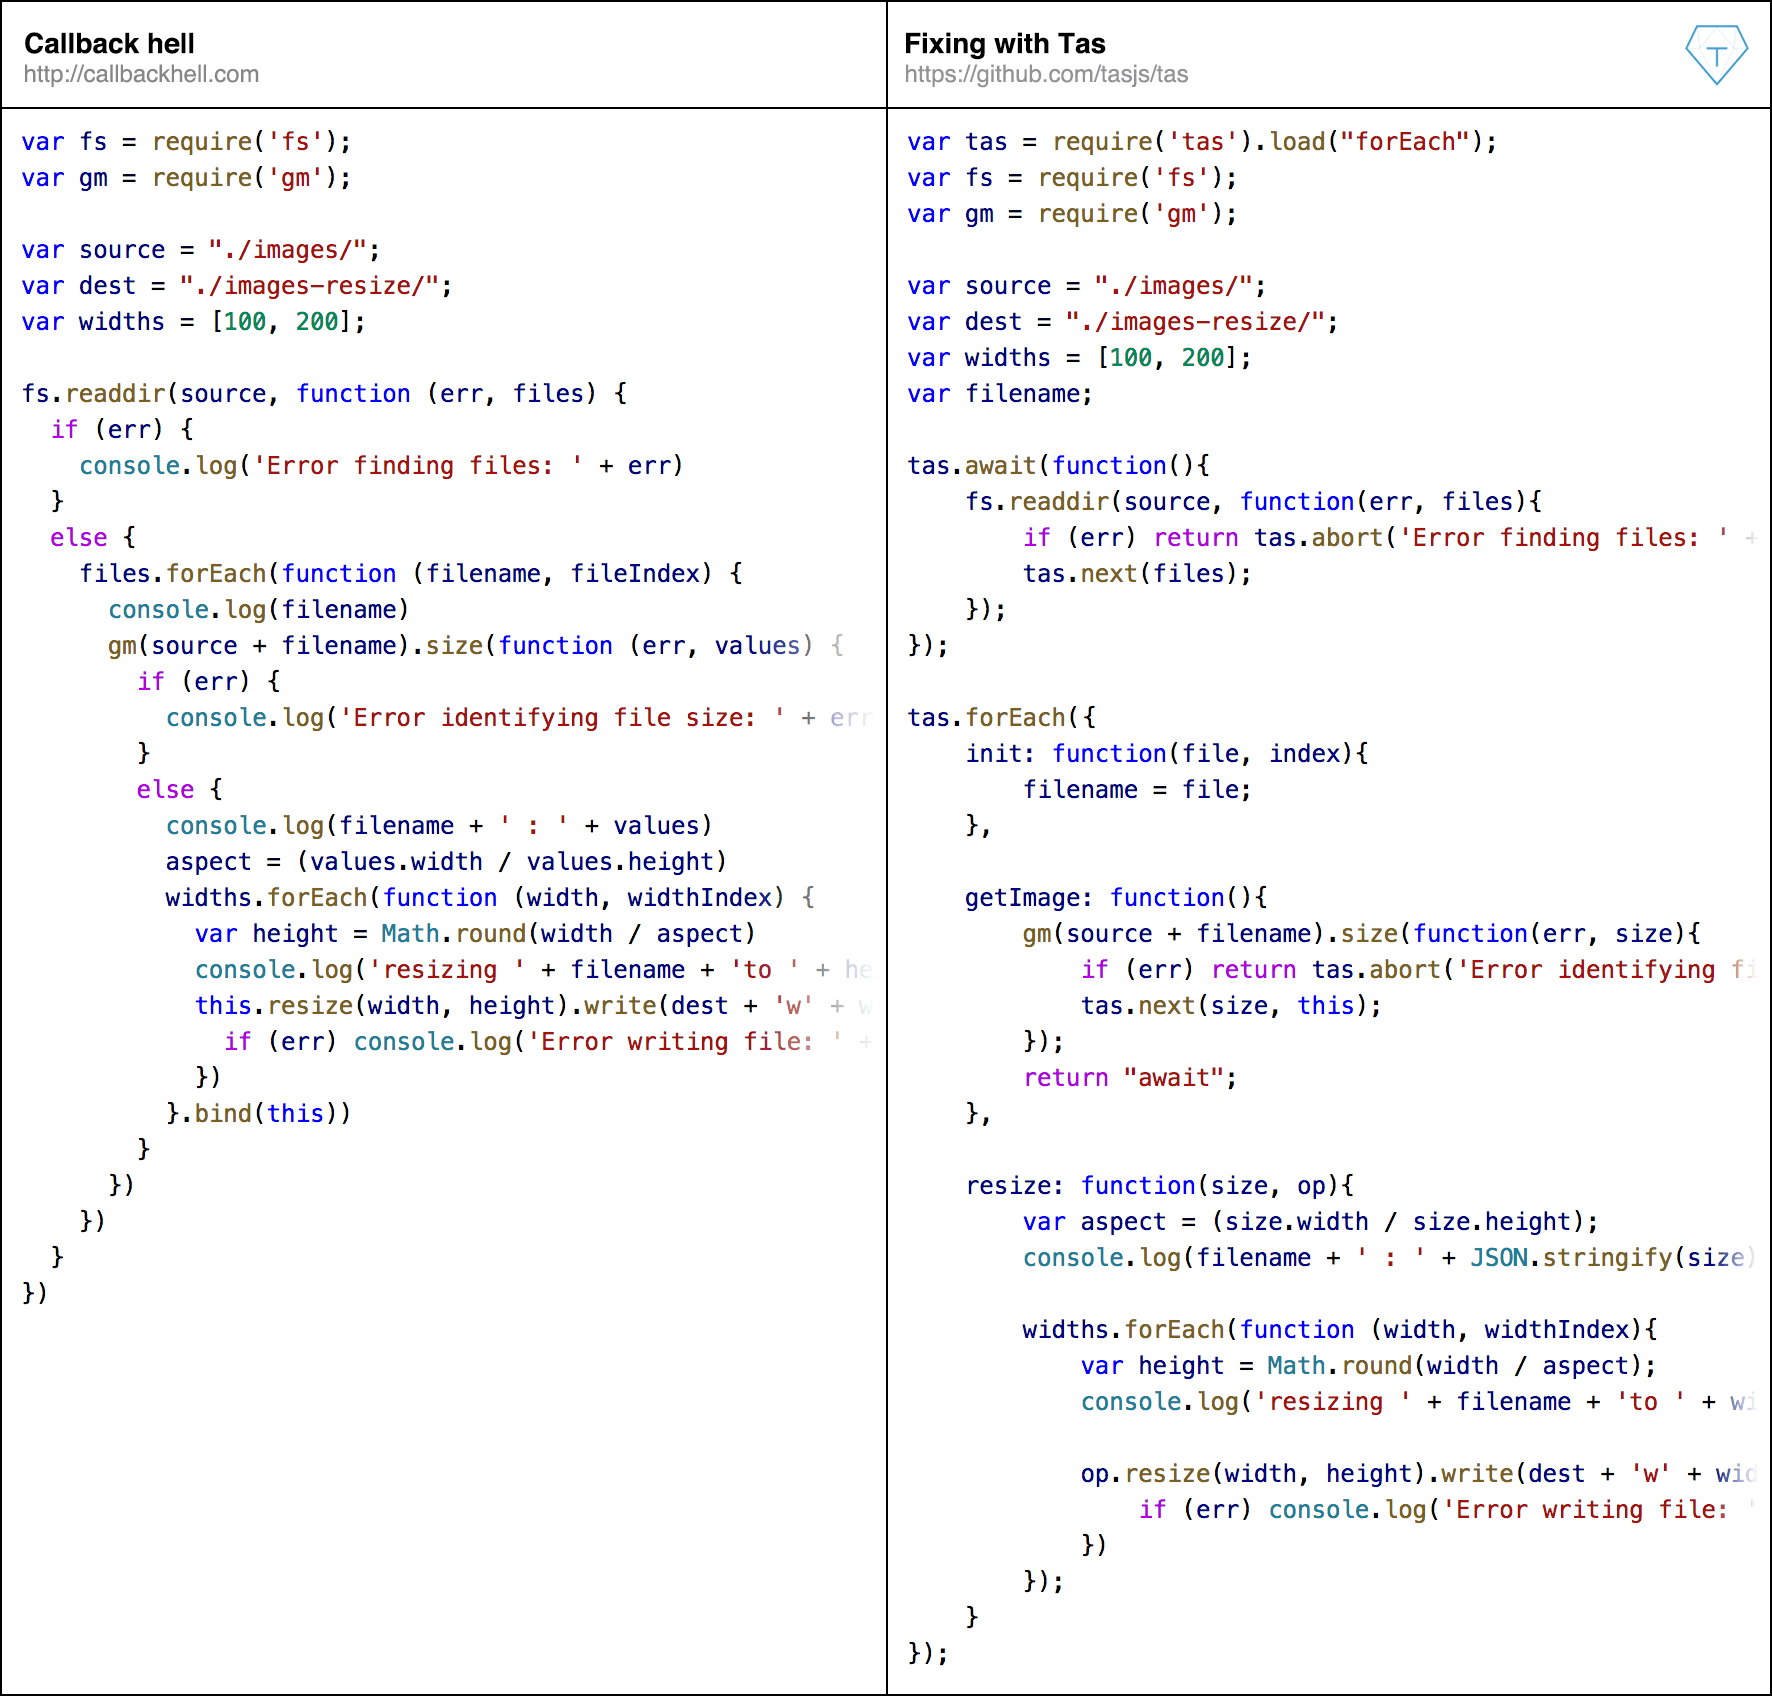 Callback hell
http://callbackhell.com
var fs = require('fs');
var gm = require('gm');
var source = "./images/";
var dest = "./images-resize/";
var widths = [100, 200];
fs.readdir(source, function (err, files) {
  if (err) {
    console.log('Error finding files: ' + err)
  }
  else {
    files.forEach(function (filename, fileIndex) {
      console.log(filename)
      gm(source + filename).size(function (err, values) {
        if (err) {
          console.log('Error identifying file size: ' + err
        }
        else {
          console.log(filename + ' : ' + values)
          aspect = (values.width / values.height)
          widths.forEach(function (width, widthIndex) {
            var height = Math.round(width / aspect)
            console.log('resizing ' + filename + 'to ' + he
            this.resize(width, height).write(dest + 'w' + w
              if (err) console.log('Error writing file: ' +
            })
          }.bind(this))
        }
      })
    })
  }
})
Fixing with Tas
https://github.com/tasjs/tas
T
var tas = require('tas').load("forEach");
var fs = require('fs');
var gm = require('gm');
var source = "./images/";
var dest = "./images-resize/";
var widths = [100, 200];
var filename;
tas.await(function(){
    fs.readdir(source, function(err, files){
        if (err) return tas.abort('Error finding files: ' +
        tas.next(files);
    });
});
tas.forEach({
    init: function(file, index){
        filename = file;
    },
    getImage: function(){
        gm(source + filename).size(function(err, size){
            if (err) return tas.abort('Error identifying fi
            tas.next(size, this);
        });
        return "await";
    },
    resize: function(size, op){
        var aspect = (size.width / size.height);
        console.log(filename + ' : ' + JSON.stringify(size)
        widths.forEach(function (width, widthIndex){
            var height = Math.round(width / aspect);
            console.log('resizing ' + filename + 'to ' + wi
            op.resize(width, height).write(dest + 'w' + wid
                if (err) console.log('Error writing file: '
            })
        });
    }
});